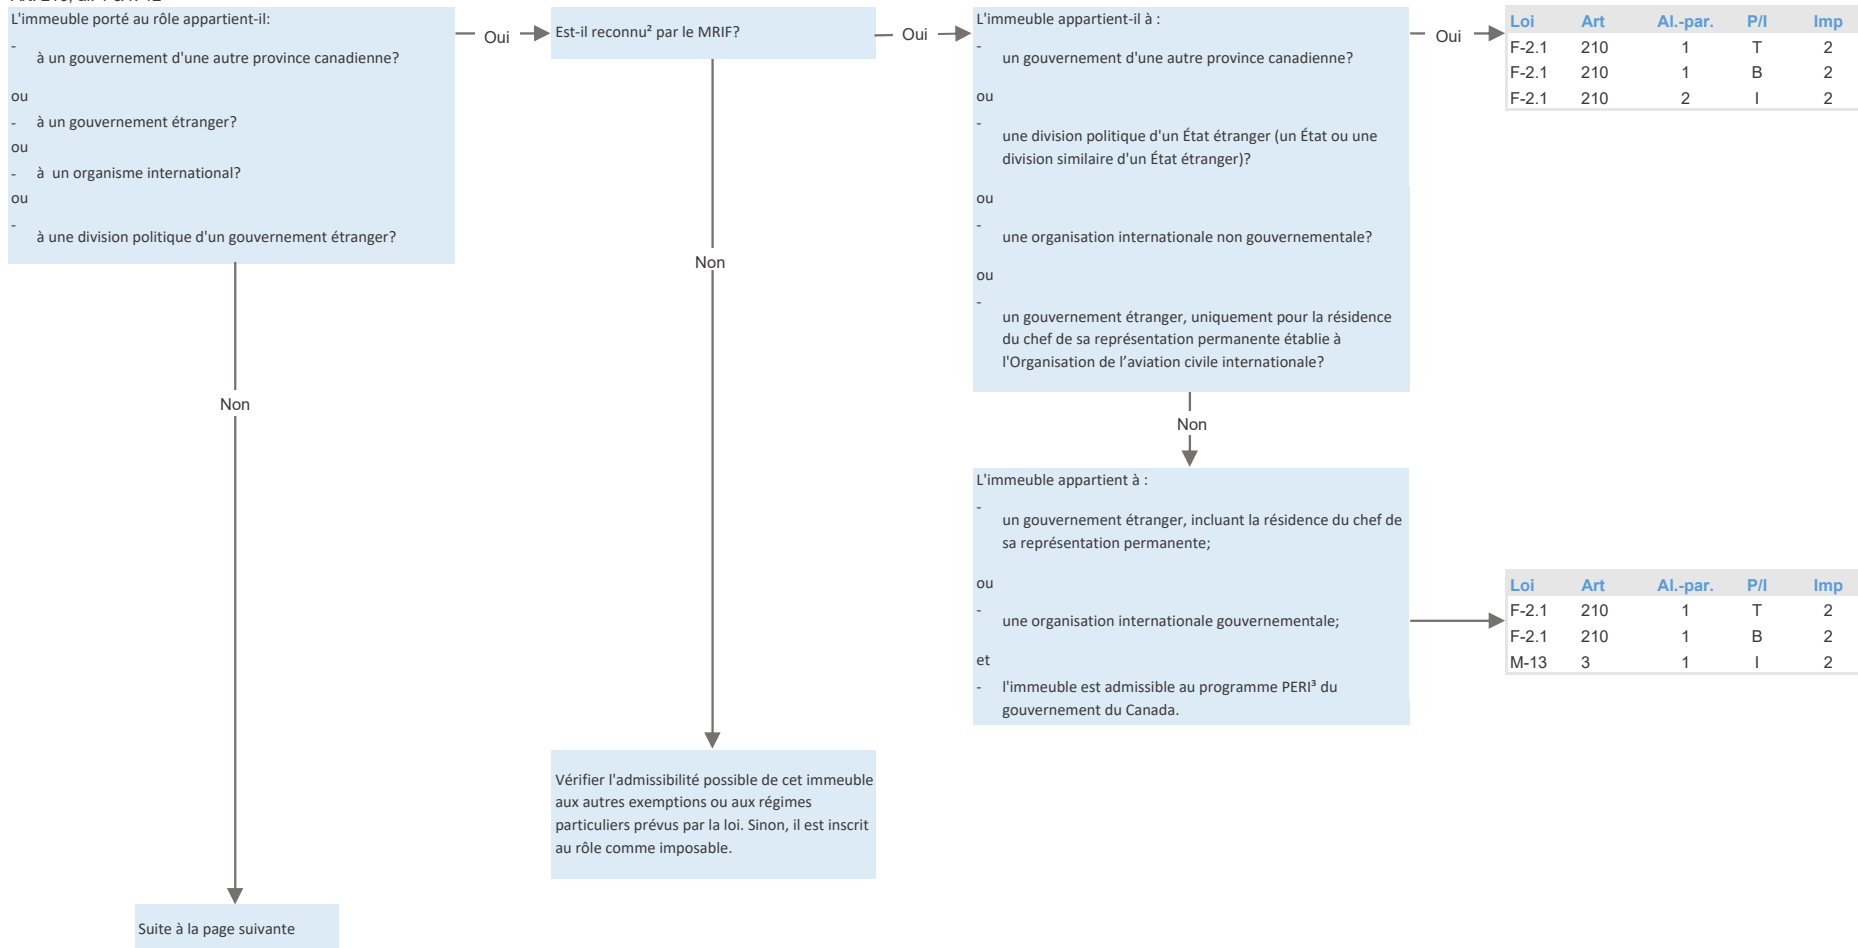 L'immeuble porté au rôle appartient-il:
-
à un gouvernement d'une autre province canadienne?
ou
- à un gouvernement étranger?
ou
- à un organisme international?
ou
-
à une division politique d'un gouvernement étranger?
Oui
Est-il reconnu² par le MRIF?
Oui
L'immeuble appartient-il à :
-
un gouvernement d'une autre province canadienne?
ou
-
une division politique d'un État étranger (un État ou une
division similaire d'un État étranger)?
ou
-
une organisation internationale non gouvernementale?
ou
-
un gouvernement étranger, uniquement pour la résidence
du chef de sa représentation permanente établie à
l'Organisation de l’aviation civile internationale?
Oui
Loi Art Al.-par. P/I Imp
F-2.1 210 1 T 2
F-2.1 210 1 B 2
F-2.1 210 2 I 2
Non
Non
Non
L'immeuble appartient à :
-
un gouvernement étranger, incluant la résidence du chef de
sa représentation permanente;
ou
-
une organisation internationale gouvernementale;
et
- l'immeuble est admissible au programme PERI³ du
gouvernement du Canada.
Loi Art Al.-par. P/I Imp
F-2.1 210 1 T 2
F-2.1 210 1 B 2
M-13 3 1 I 2
Vérifier l'admissibilité possible de cet immeuble
aux autres exemptions ou aux régimes
particuliers prévus par la loi. Sinon, il est inscrit
au rôle comme imposable.
Suite à la page suivante